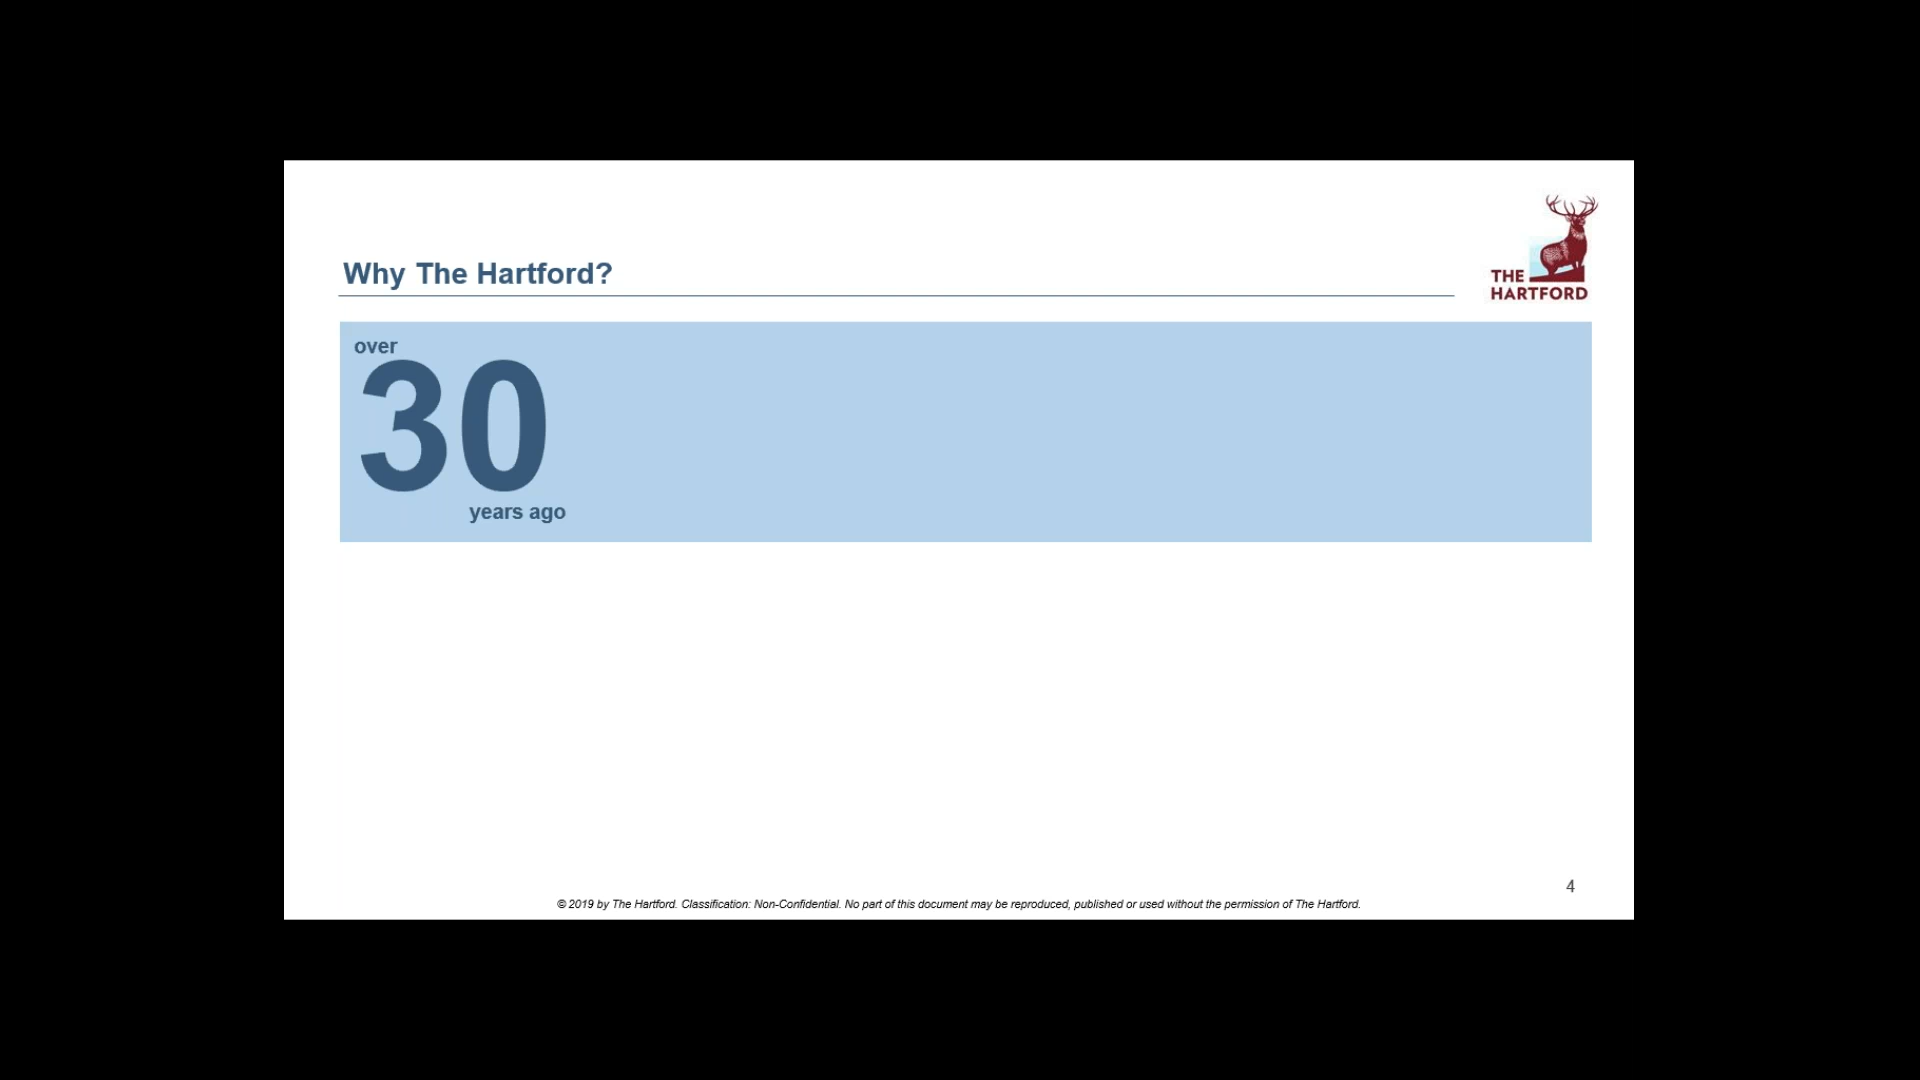 THE
HARTFORD
Why The Hartford?
over
30
years ago
4
© 2019 by The Hartford. Classification: Non-Confidential. No part of this document may be reproduced, published or used without the permission of The Hartford.